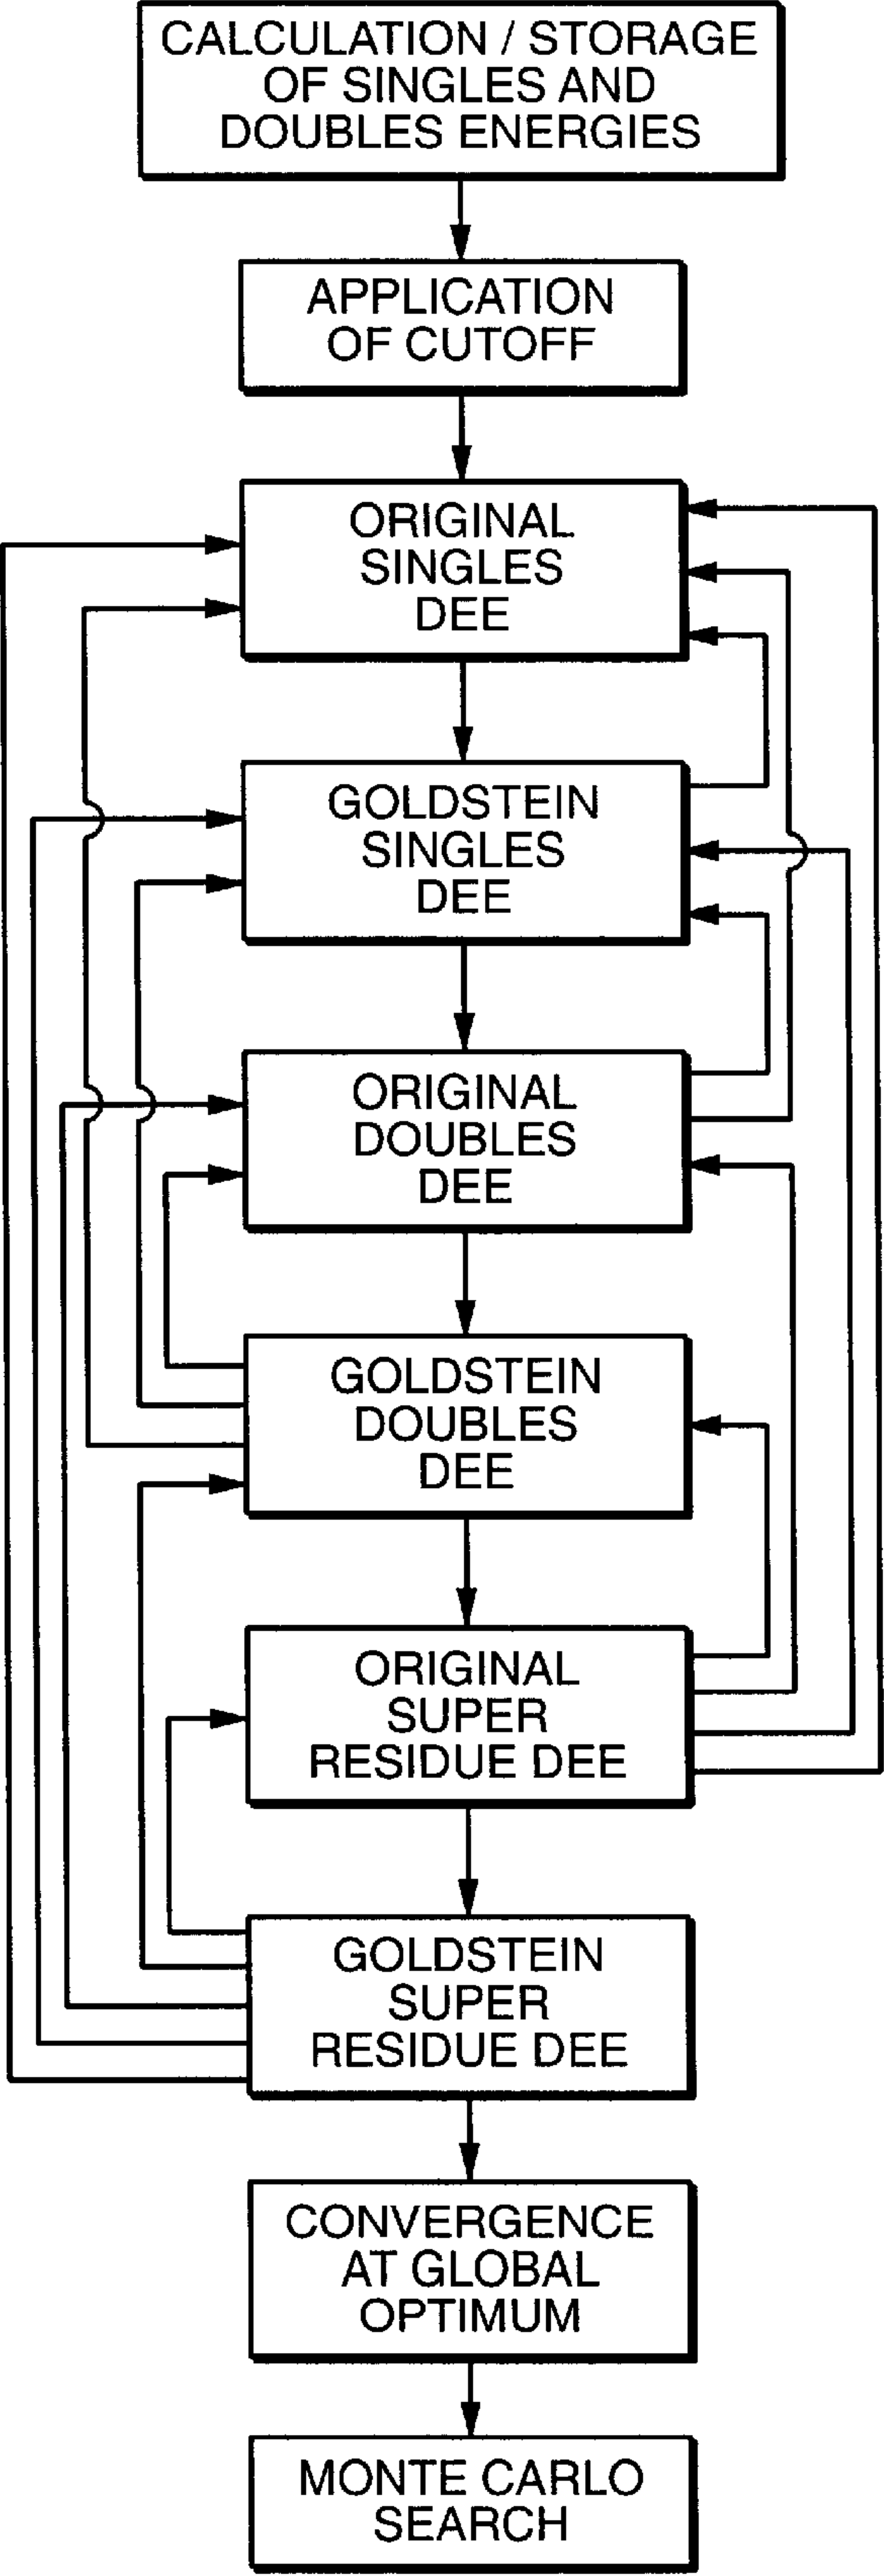 CALCULATION / STORAGE
OF SINGLES AND
DOUBLES ENERGIES
APPLICATION
OF CUTOFF
ORIGINAL
SINGLES
DEE
GOLDSTEIN
SINGLES
DEE
ORIGINAL
DOUBLES
DEE
GOLDSTEIN
DOUBLES
DEE
ORIGINAL
SUPER
RESIDUE DEE
GOLDSTEIN
SUPER
RESIDUE DEE
CONVERGENCE
AT GLOBAL
OPTIMUM
MONTE CARLO
SEARCH